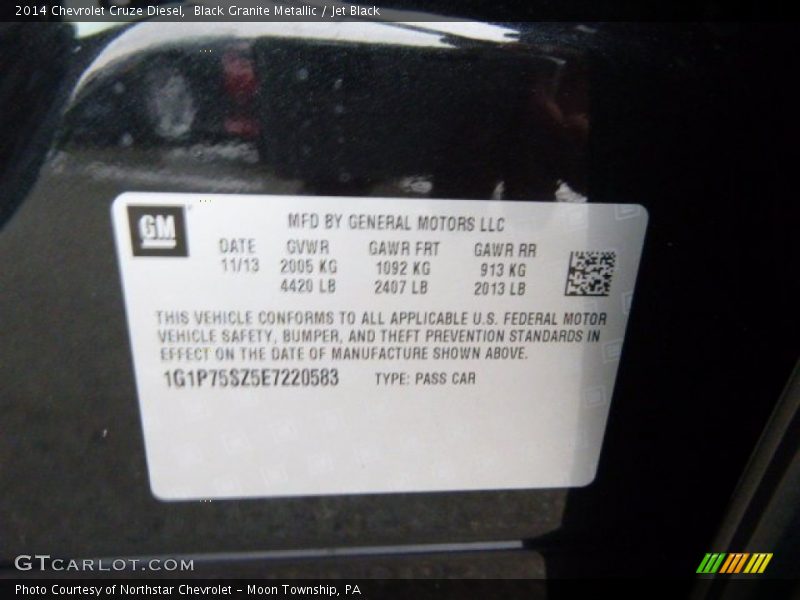 2014 Chevrolet Cruze Diesel,  Black Granite Metallic / Jet Black
GM
MFD BY GENERAL MOTORS LLC
DATE GVWR GAWR FRT GAWR RR
11/13 2005 KG 1092 KG 913 KG
4420 LB 2407 LB 2013 LB
THIS VEHICLE CONFORMS TO ALL APPLICABLE U.S. FEDERAL MOTOR
VEHICLE SAFETY, BUMPER, AND THEFT PREVENTION STANDARDS IN
EFFECT ON THE DATE OF MANUFACTURE SHOWN ABOVE.
1G1P75SZ5E7220583 TYPE: PASS CAR
GTCARLOT.COM
Photo Courtesy of Northstar Chevrolet - Moon Township, PA